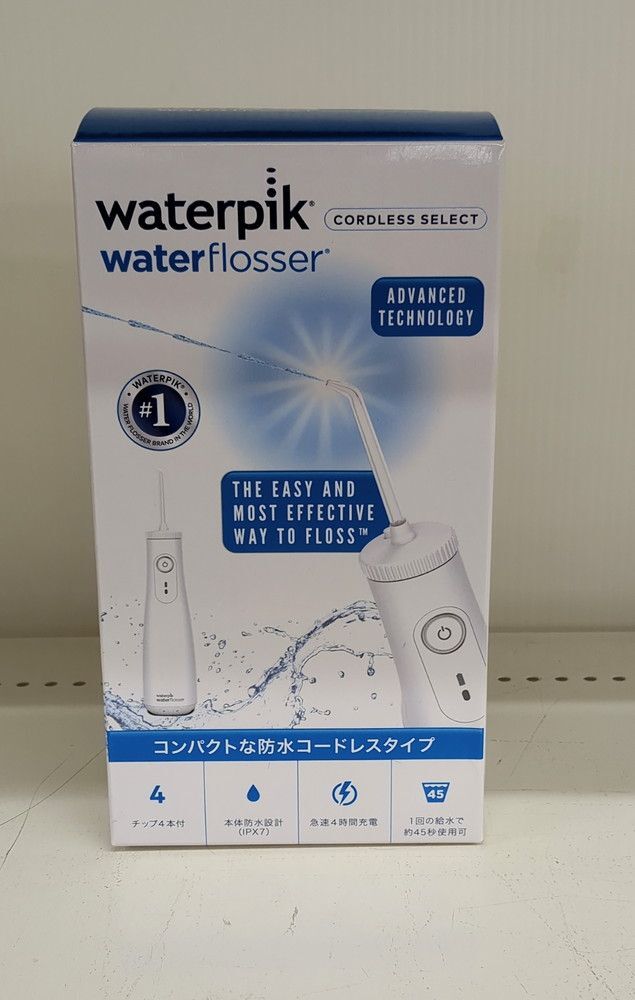 waterpik®
CORDLESS SELECT
waterflosser®
ADVANCED
TECHNOLOGY
WATERPIK®
#1
WATER FLOSSER BRAND IN THE WORLD
THE EASY AND
MOST EFFECTIVE
WAY TO FLOSS™
waterpik
waterflosser
コンパクトな防水コードレスタイプ
4
チップ4本付
本体防水設計
(IPX7)
急速4時間充電
45
1回の給水で
約45秒使用可